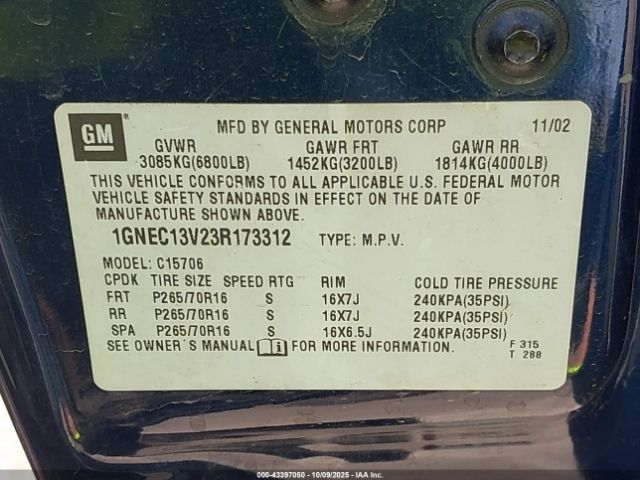 GM
MFD BY GENERAL MOTORS CORP 11/02
GVWR GAWR FRT GAWR RR
3085KG(6800LB) 1452KG(3200LB) 1814KG(4000LB)
THIS VEHICLE CONFORMS TO ALL APPLICABLE U.S. FEDERAL MOTOR
VEHICLE SAFETY STANDARDS IN EFFECT ON THE DATE OF
MANUFACTURE SHOWN ABOVE.
1GNEC13V23R173312 TYPE: M.P.V.
MODEL: C15706
CPDK TIRE SIZE SPEED RTG RIM COLD TIRE PRESSURE
FRT P265/70R16 S 16X7J 240KPA(35PSI)
RR P265/70R16 S 16X7J 240KPA(35PSI)
SPA P265/70R16 S 16X6.5J 240KPA(35PSI)
SEE OWNER'S MANUAL FOR MORE INFORMATION.
F 315
T 288
000-43397050 | 10/09/2025 - © IAA Inc.